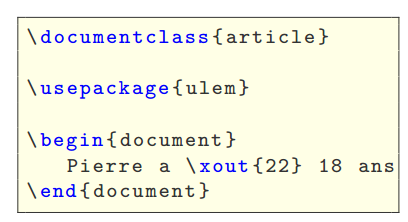 \documentclass{article}
\usepackage{ulem}
\begin{document}
Pierre a \xout{22} 18 ans
\end{document}